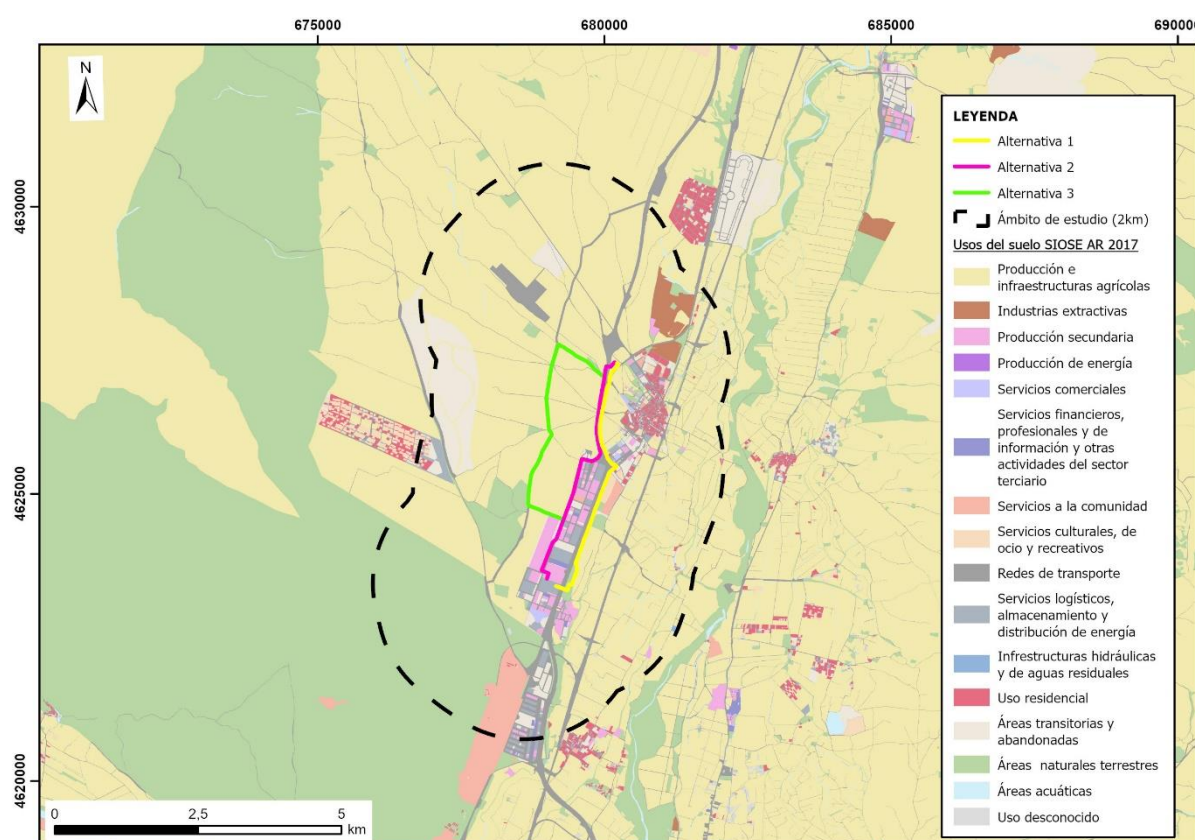 675000
680000
685000
690000
4630000
4625000
4620000
N
LEYENDA
Alternativa 1
Alternativa 2
Alternativa 3
Ámbito de estudio (2km)
Usos del suelo SIOSE AR 2017
Producción e
infraestructuras agrícolas
Industrias extractivas
Producción secundaria
Producción de energía
Servicios comerciales
Servicios financieros,
profesionales y de
información y otras
actividades del sector
terciario
Servicios a la comunidad
Servicios culturales, de
ocio y recreativos
Redes de transporte
Servicios logísticos,
almacenamiento y
distribución de energía
Infrestructuras hidráulicas
y de aguas residuales
Uso residencial
Áreas transitorias y
abandonadas
Áreas naturales terrestres
Áreas acuáticas
Uso desconocido
0
2,5
5
km